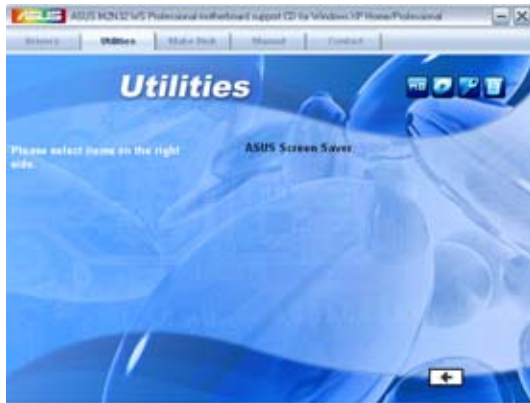 ASUS M2N32 WS Professional motherboard support CD for Windows XP Home/Professional
Drivers Utilities Make Disk Manual Contact
Utilities
Please select items on the right
side.
ASUS Screen Saver